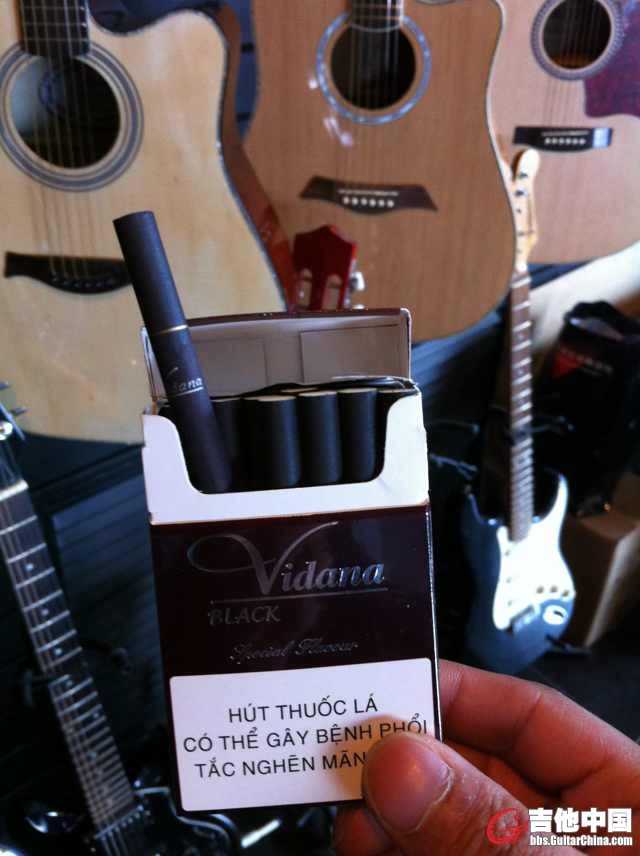 Vidana
Vidana
BLACK
Special Flavour
HÚT THUỐC LÁ
CÓ THỂ GÂY BỆNH PHỔI
TẮC NGHẼN MÃN
吉他中国
bbs.GuitarChina.com